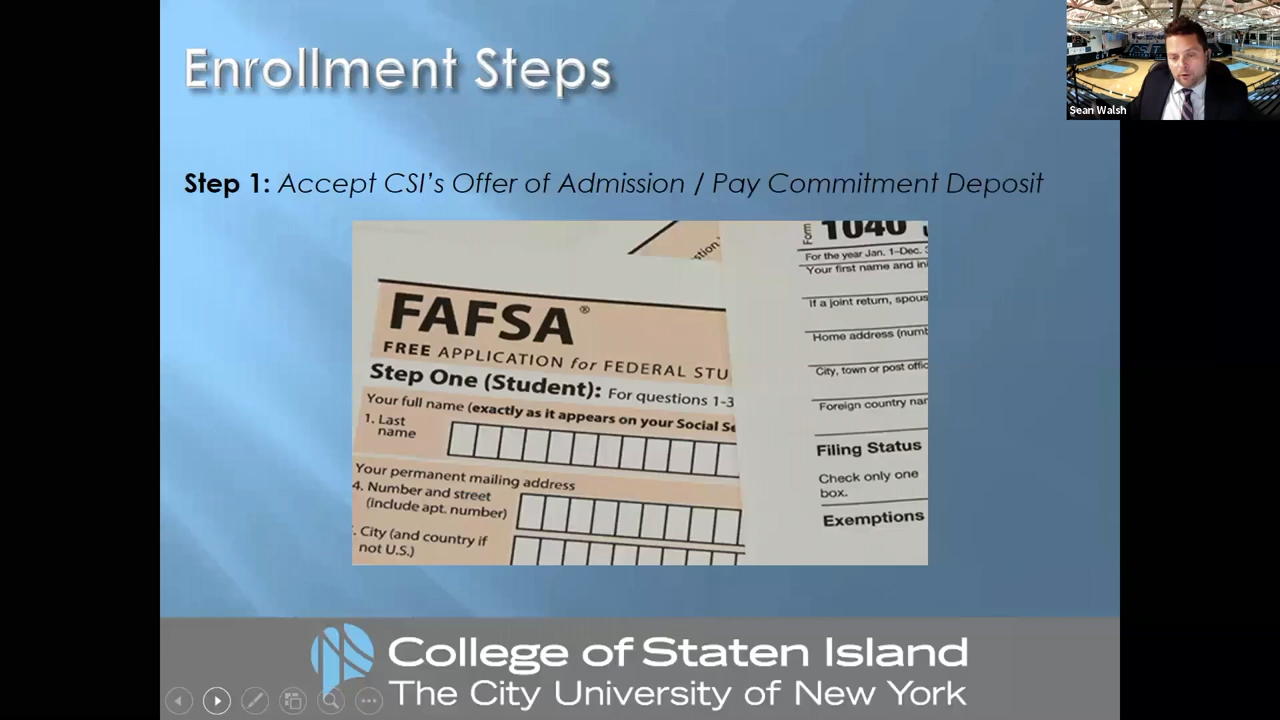 Enrollment Steps
Sean Walsh
Step 1: Accept CSI's Offer of Admission / Pay Commitment Deposit
stion
Form 1040
For the year Jan. 1–Dec.
Your first name and in
If a joint return, spous
Home address (numb
City, town or post offic
Foreign country nar
Filing Status
Check only one
box.
Exemptions
FAFSA®
FREE APPLICATION for FEDERAL STU
Step One (Student): For questions 1-3
Your full name (exactly as it appears on your Social Se
1. Last
name
Your permanent mailing address
4. Number and street
(include apt. number)
. City (and country if
not U.S.)
College of Staten Island
The City University of New York